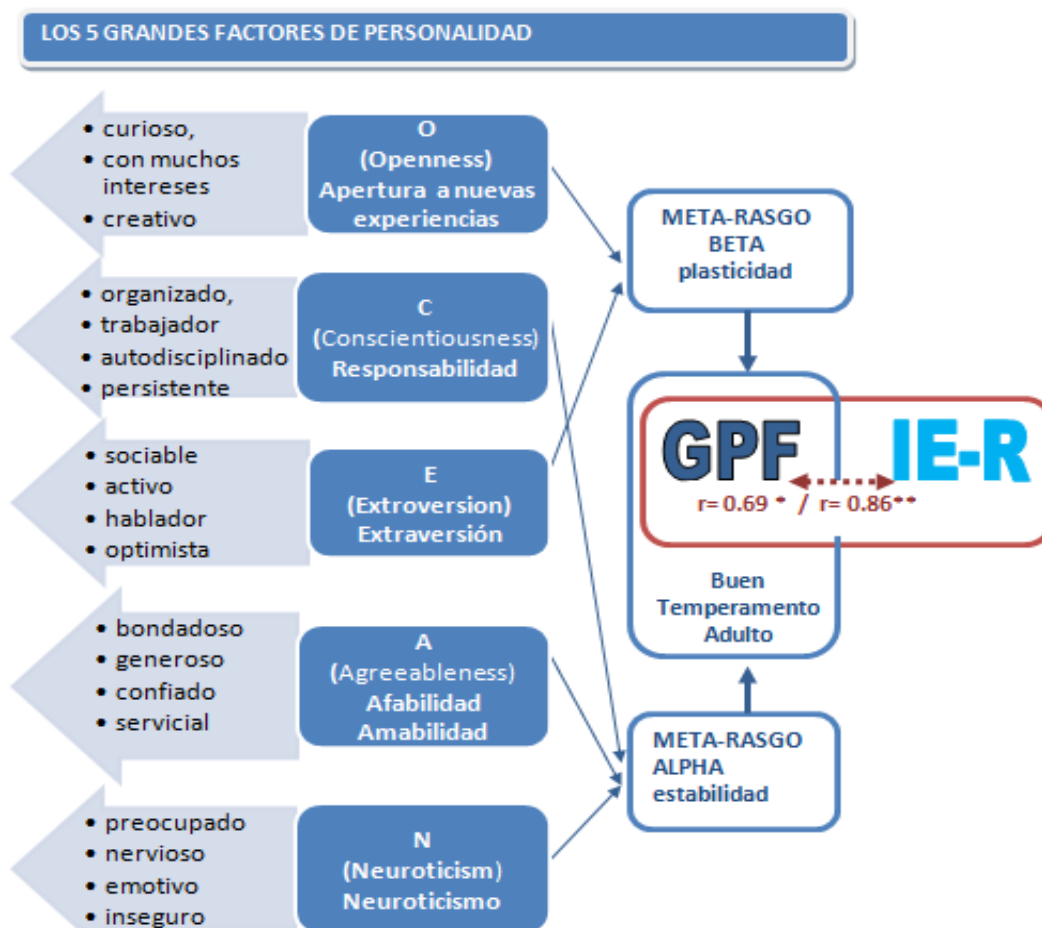 LOS 5 GRANDES FACTORES DE PERSONALIDAD
• curioso,
• con muchos
intereses
• creativo
O
(Openness)
Apertura a nuevas
experiencias
• organizado,
• trabajador
• autodisciplinado
• persistente
C
(Conscientiousness)
Responsabilidad
• sociable
• activo
• hablador
• optimista
E
(Extroversion)
Extraversión
• bondadoso
• generoso
• confiado
• servicial
A
(Agreeableness)
Afabilidad
Amabilidad
• preocupado
• nervioso
• emotivo
• inseguro
N
(Neuroticism)
Neuroticismo
META-RASGO
BETA
plasticidad
GPF IE-R
r= 0.69 * / r= 0.86**
Buen
Temperamento
Adulto
META-RASGO
ALPHA
estabilidad